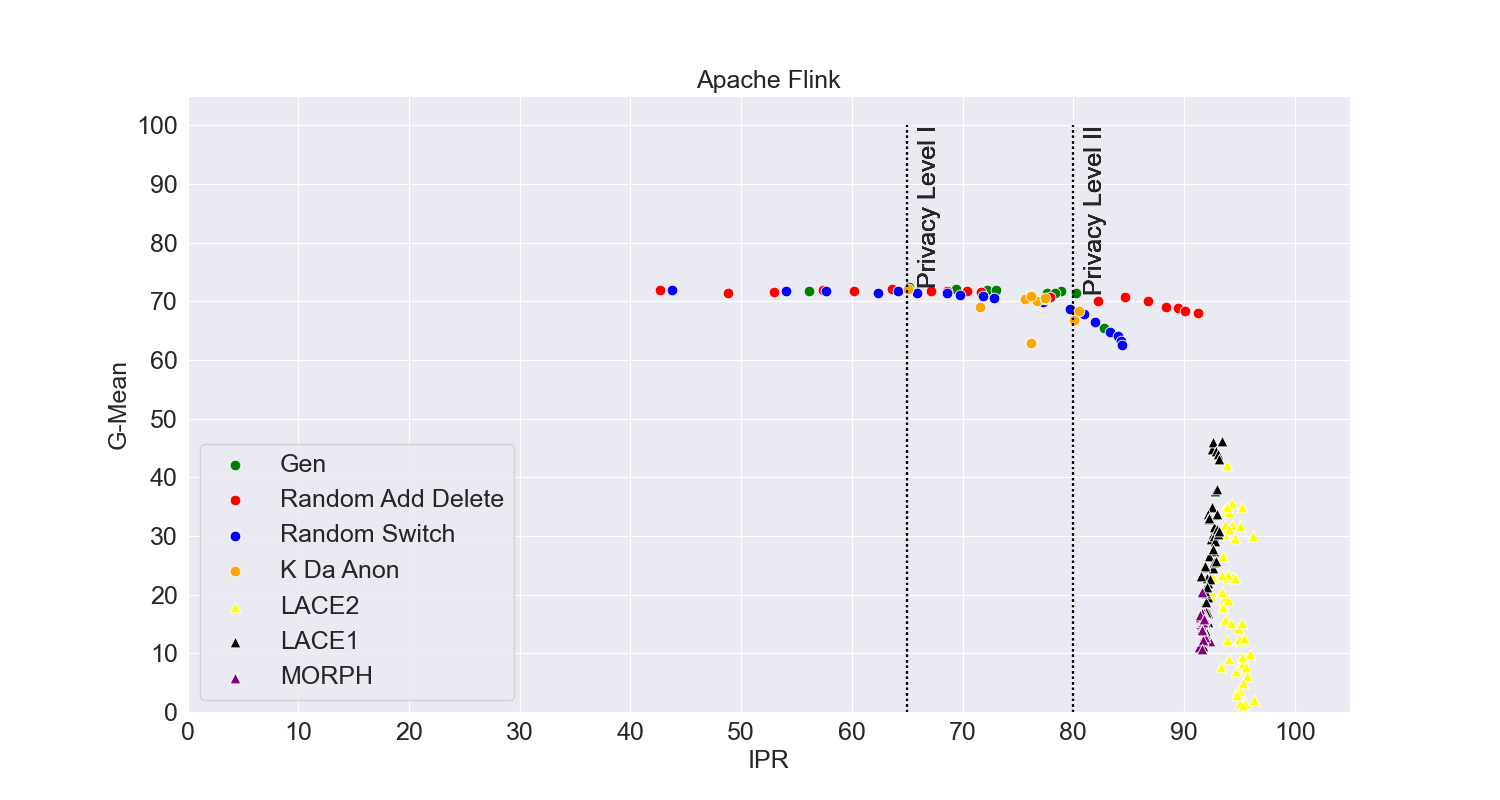 Apache Flink
100
90
80
70
60
50
40
30
20
10
0
G-Mean
Privacy Level I
Privacy Level II
Gen
Random Add Delete
Random Switch
K Da Anon
LACE2
LACE1
MORPH
0 10 20 30 40 50 60 70 80 90 100
IPR